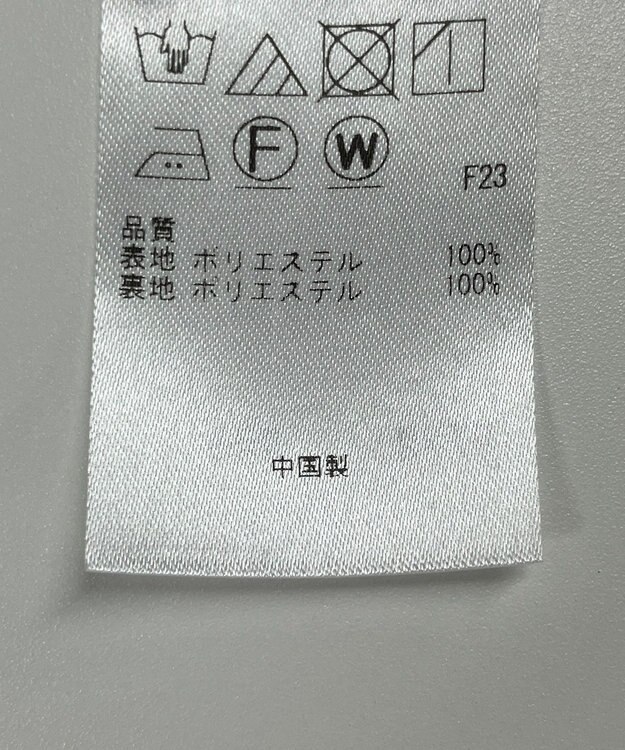 F W
F23
品質
表地 ポリエステル 100%
裏地 ポリエステル 100%
中国製